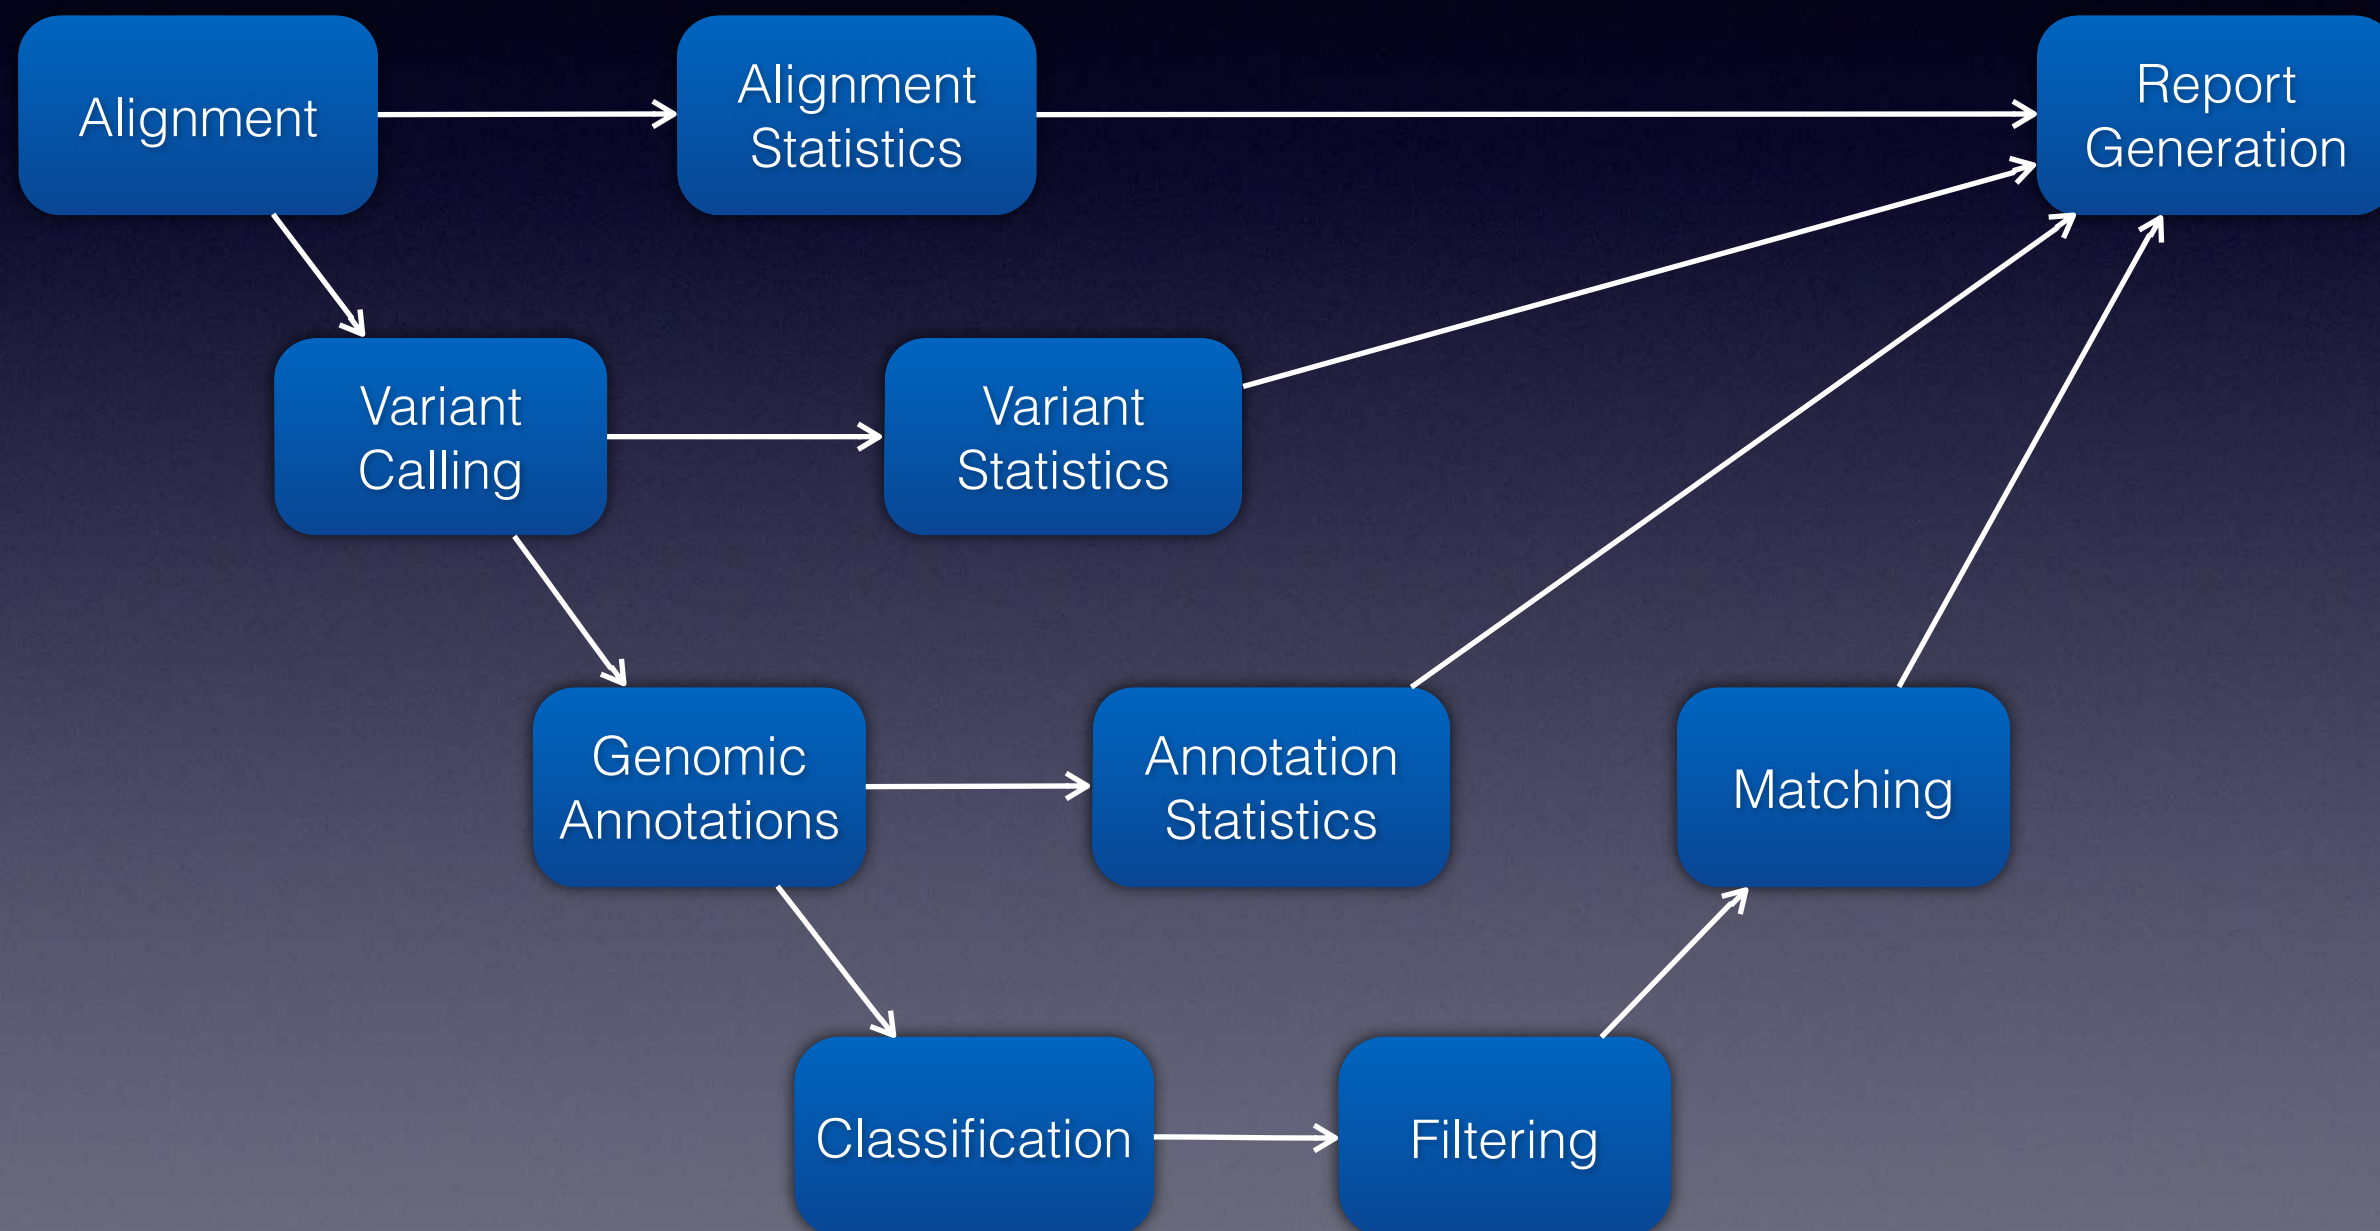 Alignment
Alignment
Statistics
Report
Generation
Variant
Calling
Variant
Statistics
Genomic
Annotations
Annotation
Statistics
Matching
Classification
Filtering